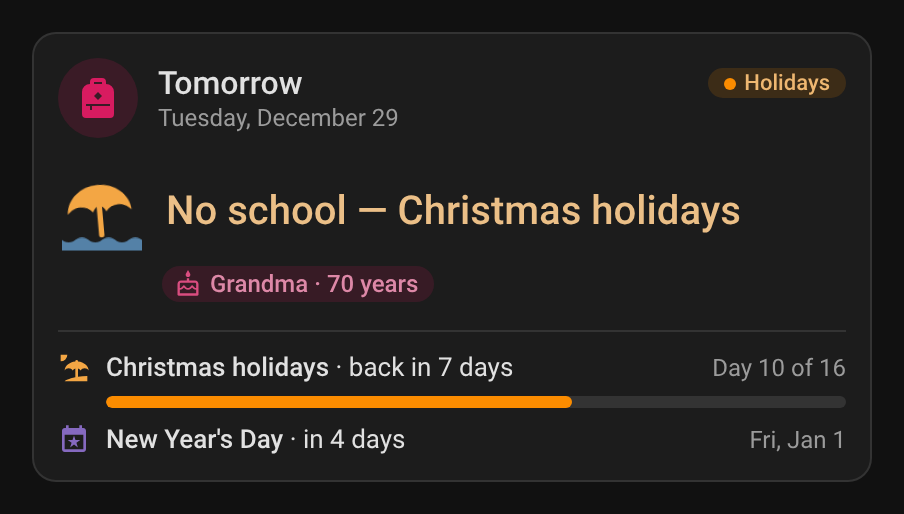 Tomorrow
Holidays
Tuesday, December 29
No school — Christmas holidays
Grandma · 70 years
Christmas holidays · back in 7 days
Day 10 of 16
New Year's Day · in 4 days
Fri, Jan 1